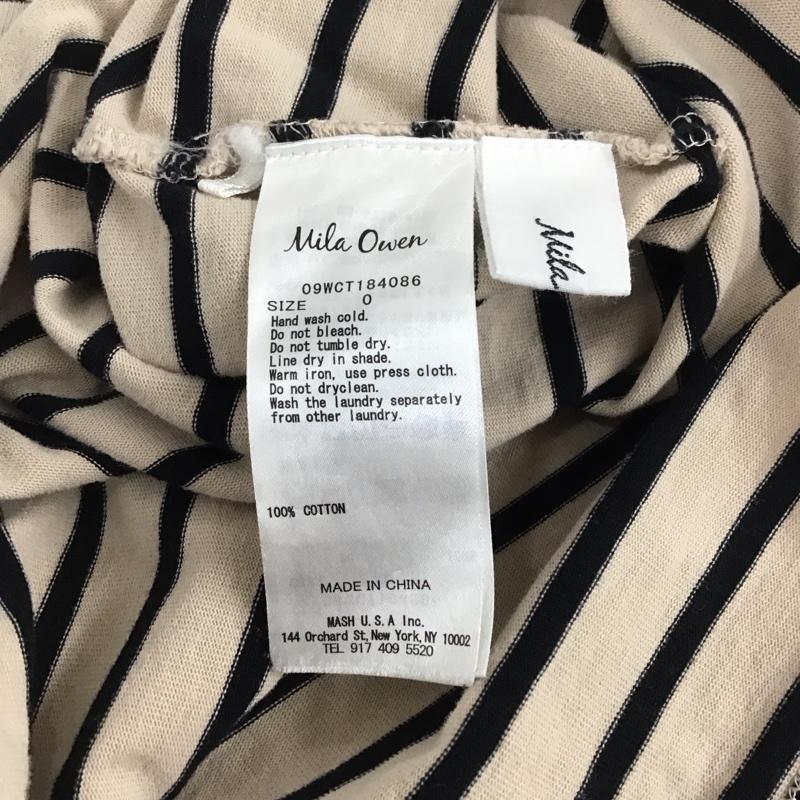 Mila Owen
09WCT184086
SIZE 0
Hand wash cold.
Do not bleach.
Do not tumble dry.
Line dry in shade.
Warm iron, use press cloth.
Do not dryclean.
Wash the laundry separately
from other laundry.
100% COTTON
MADE IN CHINA
MASH U.S.A Inc.
144 Orchard St, New York, NY 10002
TEL 917 409 5520
Mila